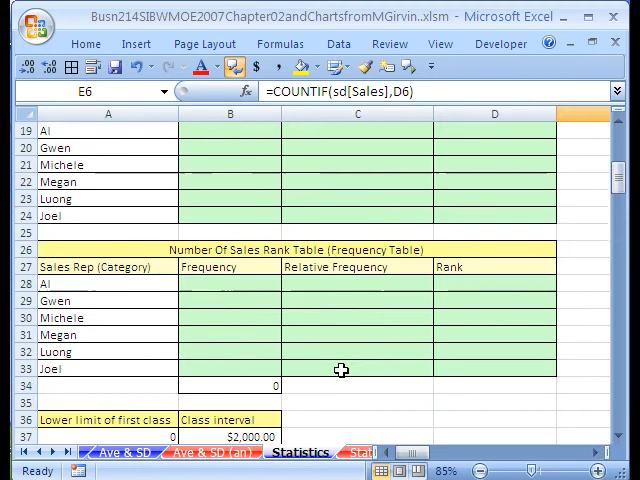 Busn214SIBWMOE2007Chapter02andChartsfromMGirvin..xlsm - Microsoft Excel
Home Insert Page Layout Formulas Data Review View Developer
E6 fx =COUNTIF(sd[Sales],D6)
A B C D
19 Al
20 Gwen
21 Michele
22 Megan
23 Luong
24 Joel
25
26 Number Of Sales Rank Table (Frequency Table)
27 Sales Rep (Category) Frequency Relative Frequency Rank
28 Al
29 Gwen
30 Michele
31 Megan
32 Luong
33 Joel
34 0
35
36 Lower limit of first class Class interval
37 0 $2,000.00
Ave & SD Ave & SD (an) Statistics
Ready 85%